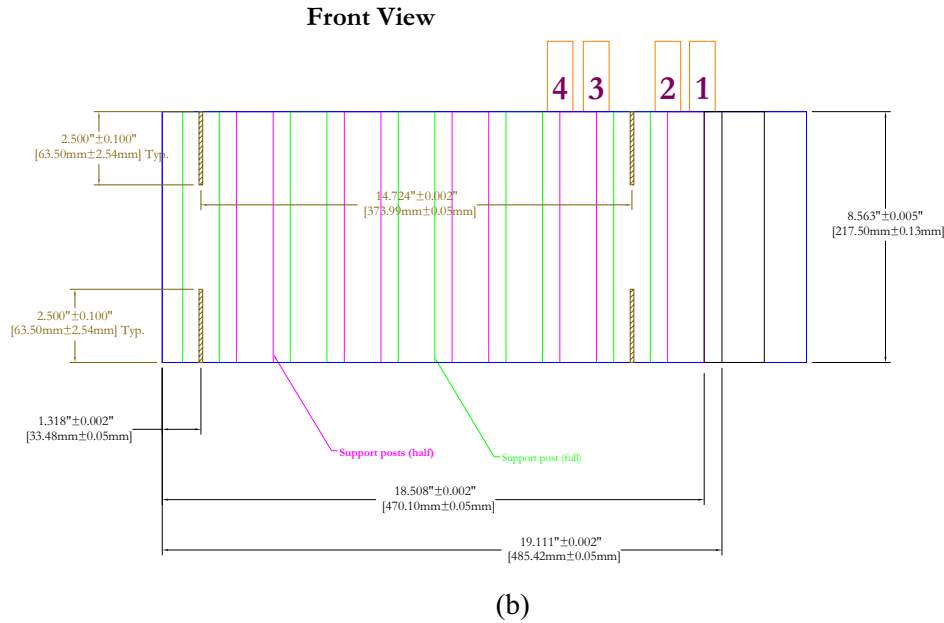 Front View
4 3 2 1
2.500"±0.100"
[63.50mm±2.54mm] Typ.
14.724"±0.002"
[373.99mm±0.05mm]
8.563"±0.005"
[217.50mm±0.13mm]
2.500"±0.100"
[63.50mm±2.54mm] Typ.
1.318"±0.002"
[33.48mm±0.05mm]
Support posts (half)
Support post (full)
18.508"±0.002"
[470.10mm±0.05mm]
19.111"±0.002"
[485.42mm±0.05mm]
(b)